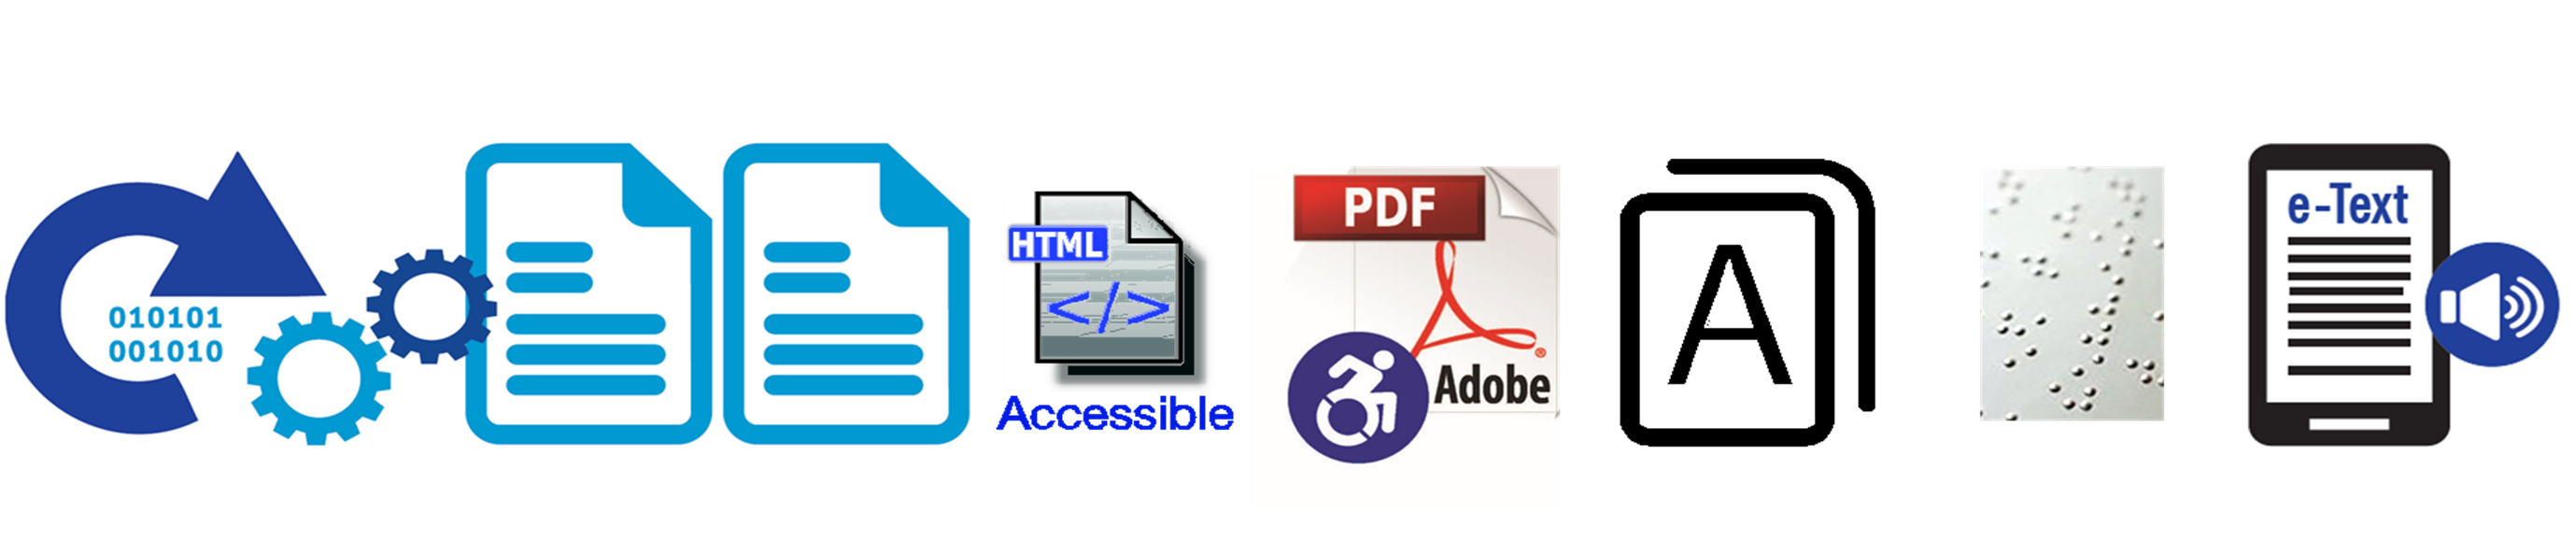 010101
001010
HTML
</>
Accessible
PDF
Adobe
A
e-Text